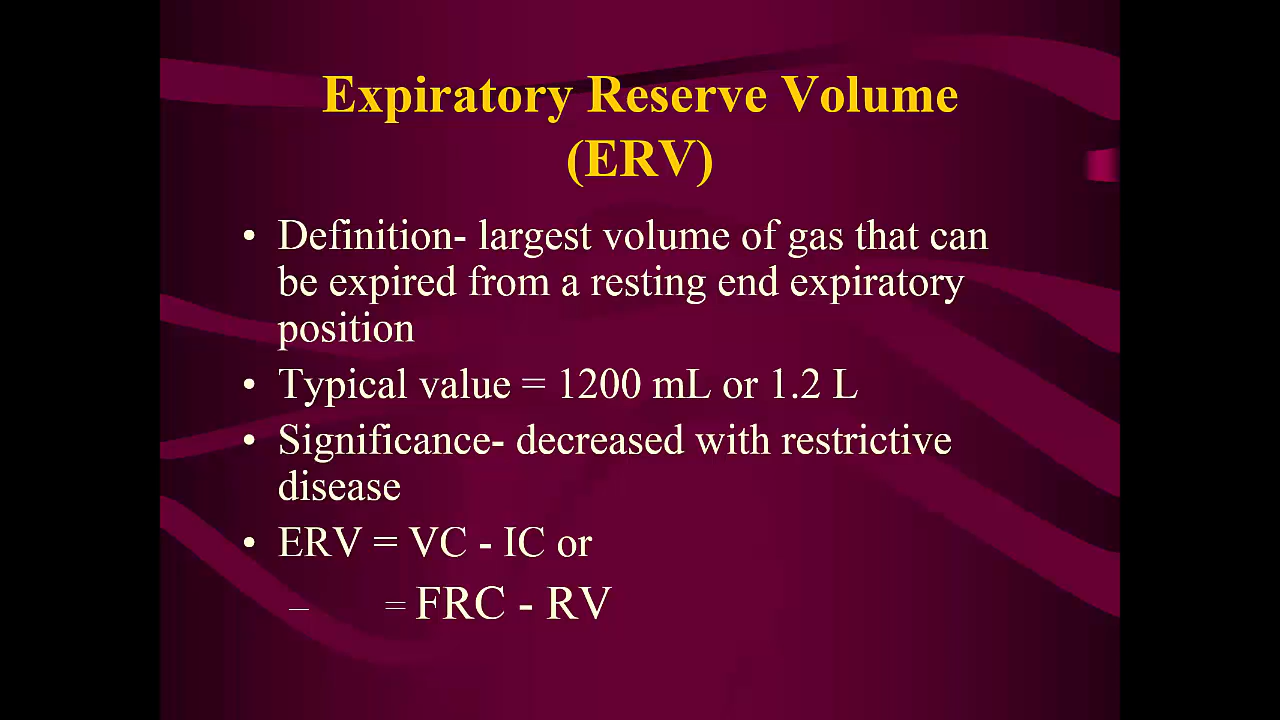 Expiratory Reserve Volume
(ERV)
• Definition- largest volume of gas that can
be expired from a resting end expiratory
position
• Typical value = 1200 mL or 1.2 L
• Significance- decreased with restrictive
disease
• ERV = VC - IC or
– = FRC - RV